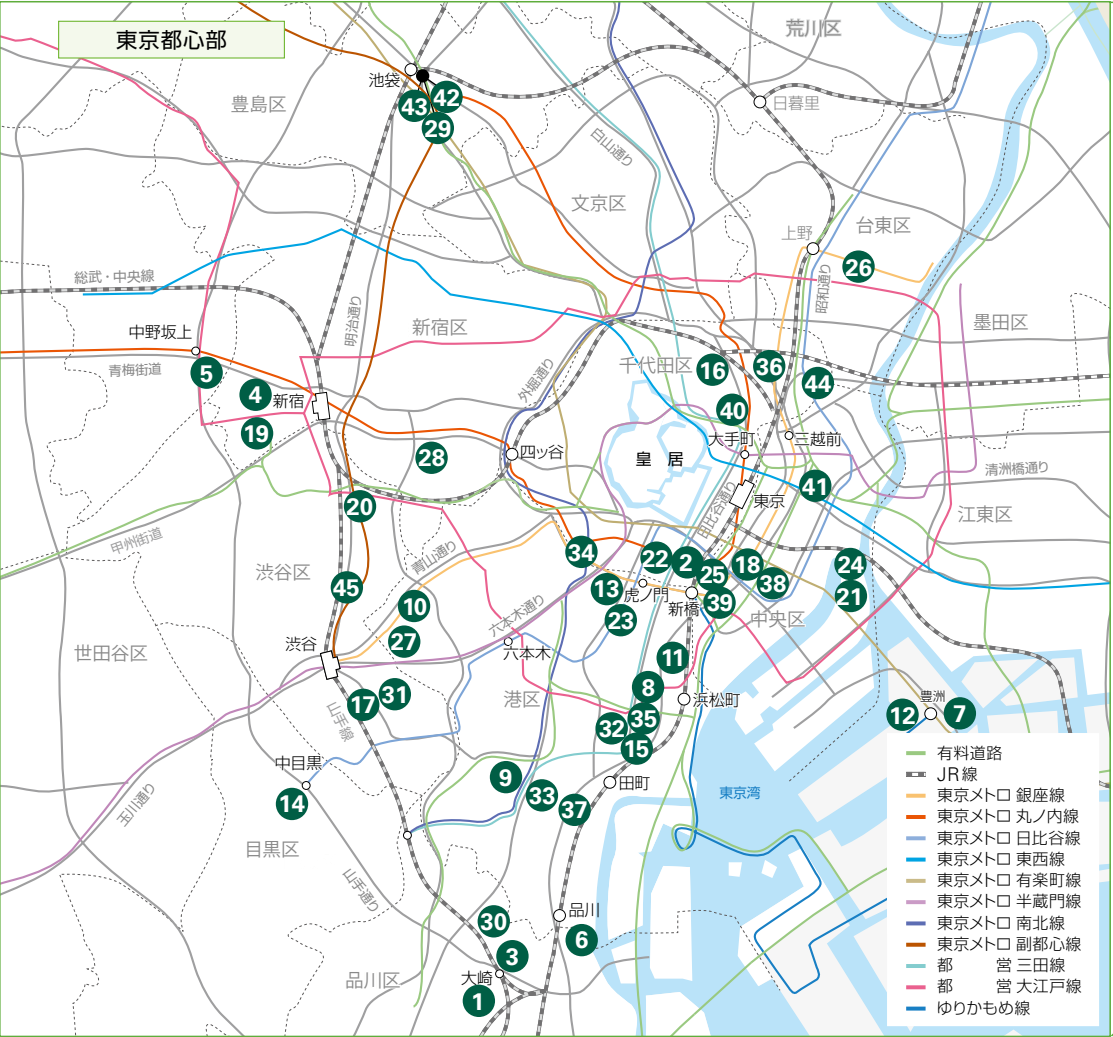 東京都心部
荒川区
池袋
42
43
29
豊島区
日暮里
白山通り
文京区
台東区
上野
26
昭和通り
総武・中央線
明治通り
新宿区
墨田区
中野坂上
青梅街道
5
4
新宿
19
外堀通り
千代田区
16
36
44
40
大手町
三越前
四ッ谷
28
皇 居
清洲橋通り
41
東京
日比谷通り
江東区
20
甲州街道
青山通り
渋谷区
34
22
2
25
18
38
24
21
45
13
虎ノ門
新橋
39
中央区
10
23
六本木通り
27
六本木
世田谷区
渋谷
11
港区
8
浜松町
31
17
山手線
35
32
15
豊洲
12
7
中目黒
14
9
33
37
田町
東京湾
玉川通り
目黒区
山手通り
30
品川
6
3
大崎
1
品川区
有料道路
JR線
東京メトロ 銀座線
東京メトロ 丸ノ内線
東京メトロ 日比谷線
東京メトロ 東西線
東京メトロ 有楽町線
東京メトロ 半蔵門線
東京メトロ 南北線
東京メトロ 副都心線
都 営 三田線
都 営 大江戸線
ゆりかもめ線